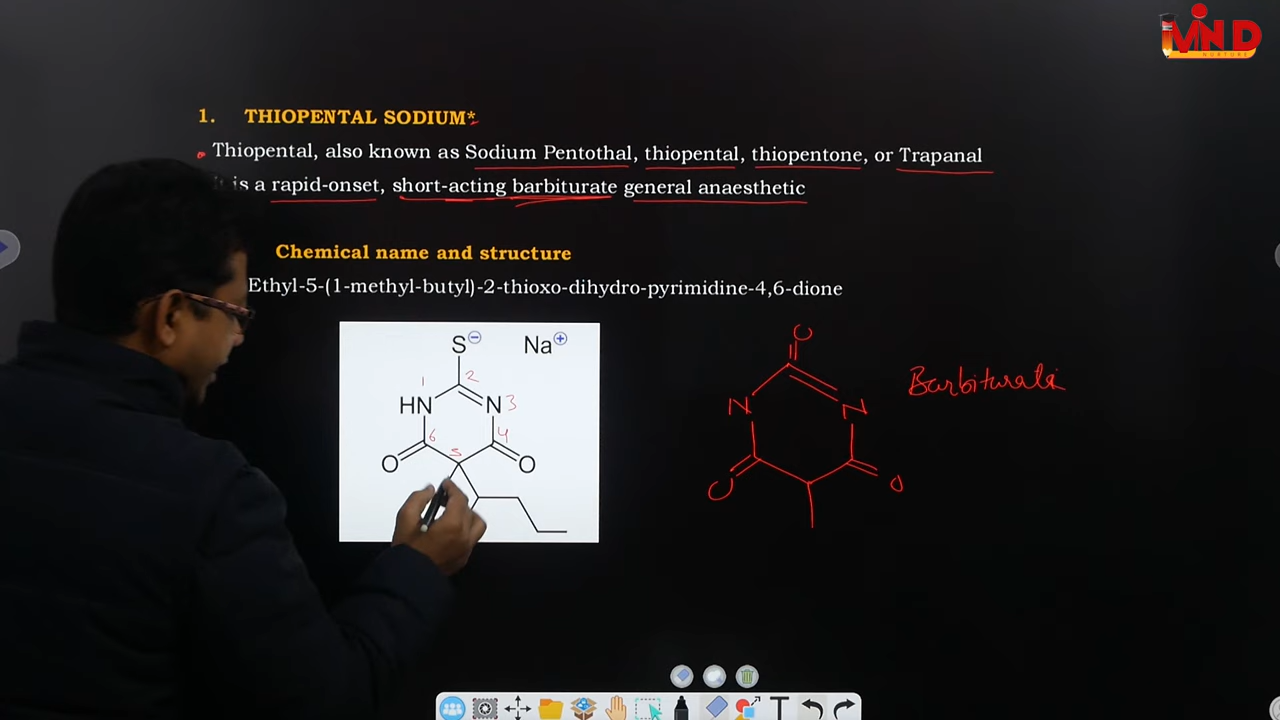 MIND
NURTURE
1. THIOPENTAL SODIUM*
Thiopental, also known as Sodium Pentothal, thiopental, thiopentone, or Trapanal
is a rapid-onset, short-acting barbiturate general anaesthetic
Chemical name and structure
Ethyl-5-(1-methyl-butyl)-2-thioxo-dihydro-pyrimidine-4,6-dione
S⊖ Na⊕
1 2
HN N 3
6 4
5
O O
O
N N
O O
Barbiturate
T